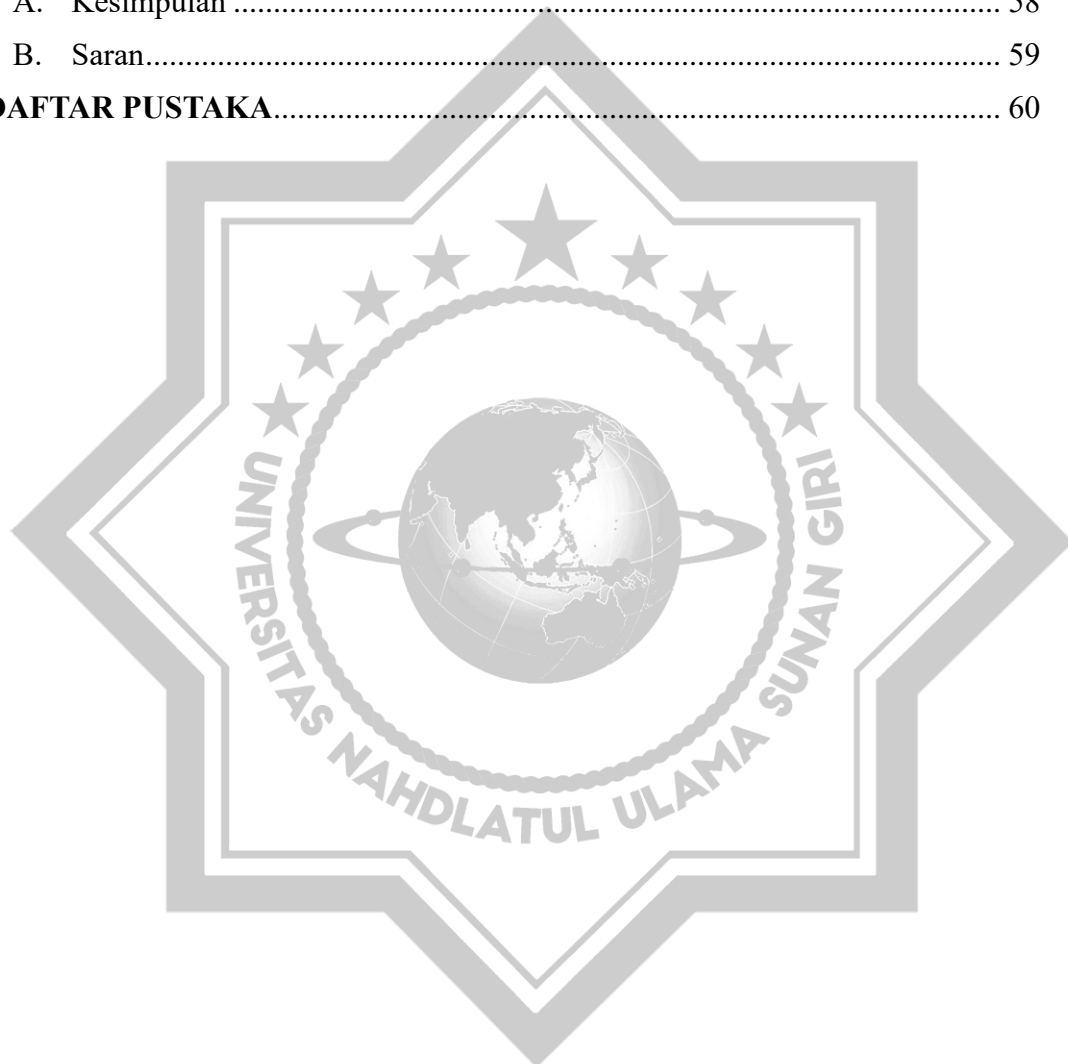 A. Kesimpulan ................................................................................................ 58
B. Saran........................................................................................................... 59
DAFTAR PUSTAKA........................................................................................... 60
UNIVERSITAS NAHDLATUL ULAMA SUNAN GIRI